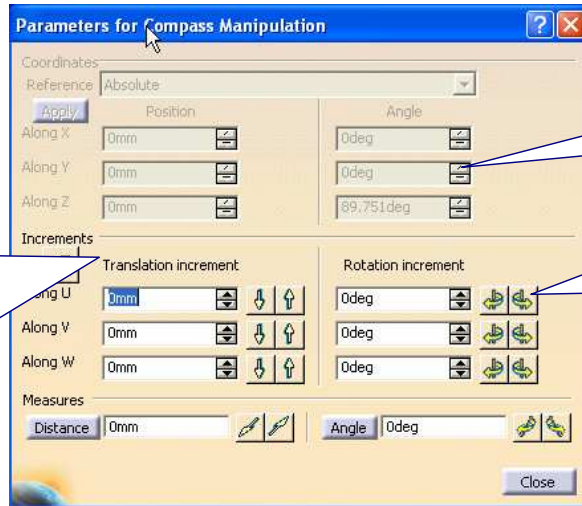 Parameters for Compass Manipulation
Coordinates
Reference Absolute
Apply Position Angle
Along X 0mm 0deg
Along Y 0mm 0deg
Along Z 0mm 89.751deg
Increments
Translation increment Rotation increment
ng U 0mm 0deg
Along V 0mm 0deg
Along W 0mm 0deg
Measures
Distance 0mm Angle 0deg
Close